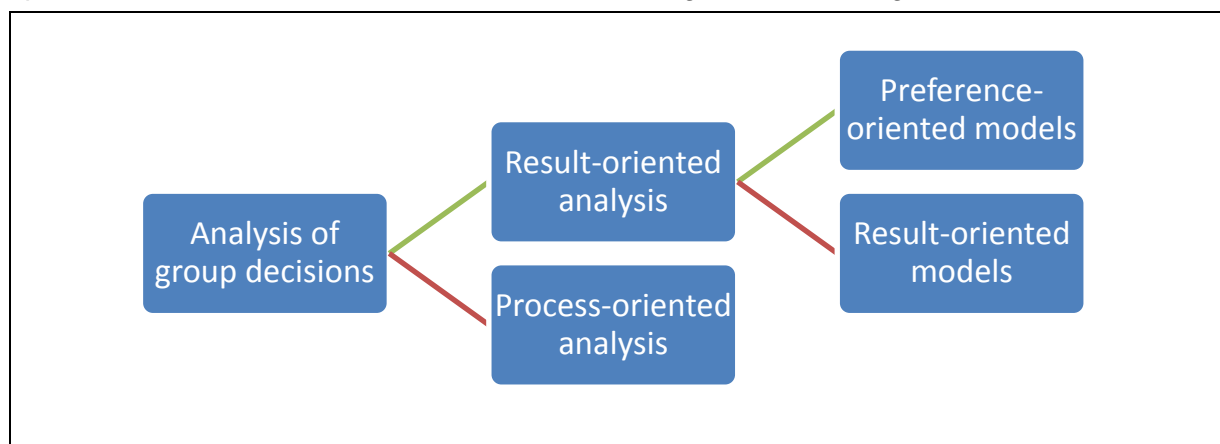 Analysis of
group decisions
Result-oriented
analysis
Process-oriented
analysis
Preference-
oriented models
Result-oriented
models